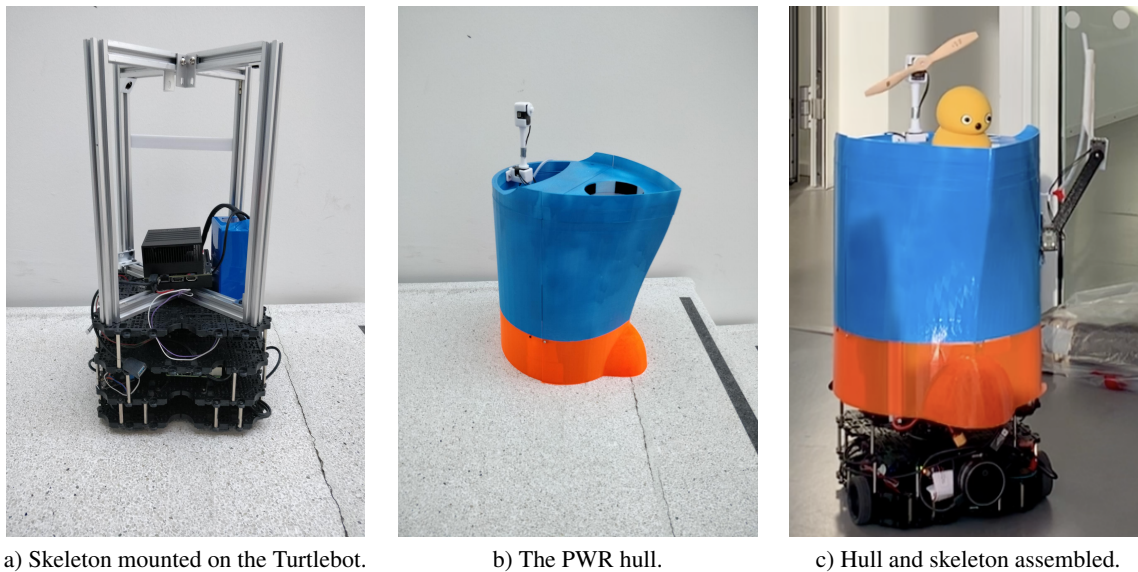 a) Skeleton mounted on the Turtlebot.
b) The PWR hull.
c) Hull and skeleton assembled.